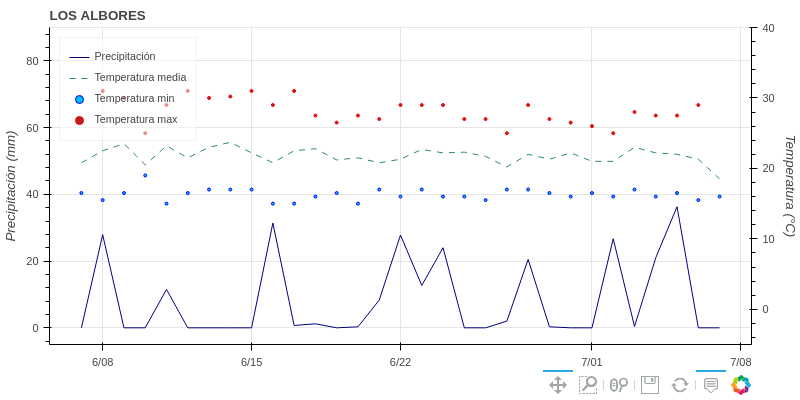 LOS ALBORES
Precipitación
Temperatura media
Temperatura min
Temperatura max
Precipitación (mm)
80
60
40
20
0
40
30
20
10
0
Temperatura (°C)
6/08
6/15
6/22
7/01
7/08